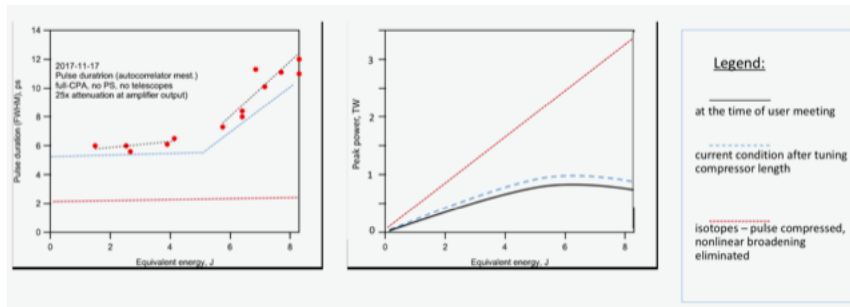 14
12
10
8
6
4
2
0
0
2
4
6
8
Pulse duration (FWHM), ps
Equivalent energy, J
2017-11-17
Pulse duratrion (autocorrelator mest.)
full-CPA, no PS, no telescopes
25x attenuation at amplifier output)
3
2
1
0
0
2
4
6
8
Peak power, TW
Equivalent energy, J
Legend:
at the time of user meeting
current condition after tuning
compressor length
isotopes – pulse compressed,
nonlinear broadening
eliminated